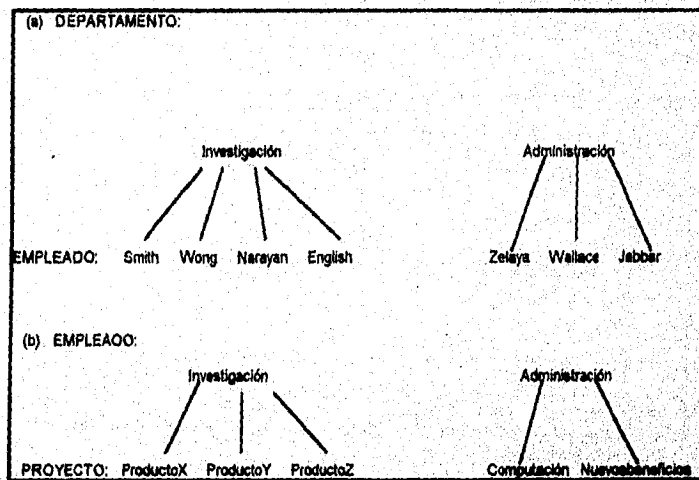 (a) DEPARTAMENTO:
Investigación Administración
EMPLEADO: Smith Wong Narayan English Zelaya Wallace Jabbar
(b) EMPLEADO:
Investigación Administración
PROYECTO: ProductoX ProductoY ProductoZ Computación Nuevosbeneficios